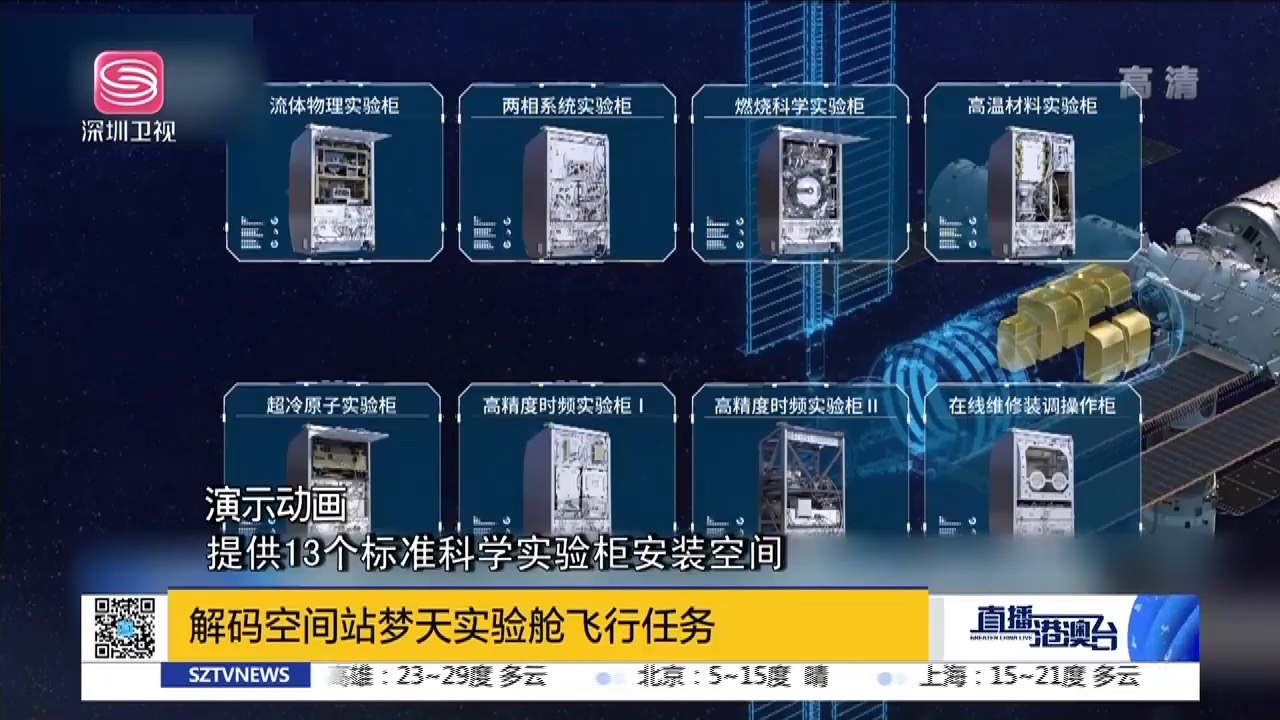 高清
深圳卫视
流体物理实验柜
两相系统实验柜
燃烧科学实验柜
高温材料实验柜
超冷原子实验柜
高精度时频实验柜 I
高精度时频实验柜 II
在线维修装调操作柜
演示动画
提供13个标准科学实验柜安装空间
解码空间站梦天实验舱飞行任务
直播港澳台
GREATER CHINA LIVE
SZTVNEWS
高雄：23~29度 多云
北京：5~15度 晴
上海：15~21度 多云